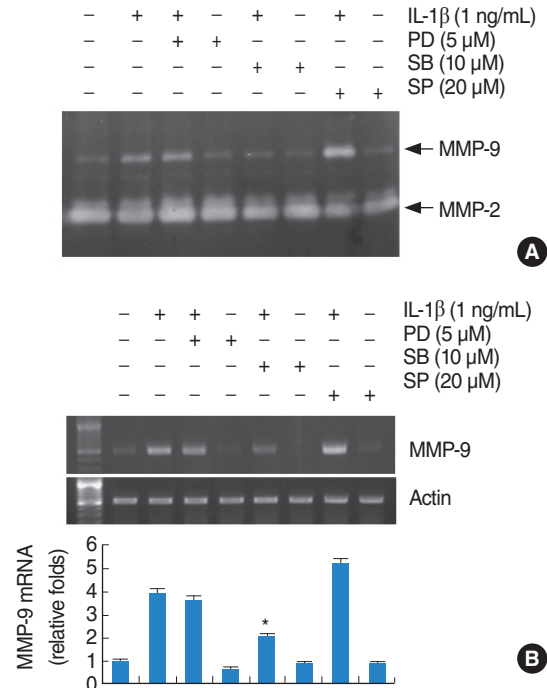 – + + – + – + – IL-1β (1 ng/mL)
– – + + – – – – PD (5 μM)
– – – – + + – – SB (10 μM)
– – – – – – + + SP (20 μM)
MMP-9
MMP-2
A
– + + – + – + – IL-1β (1 ng/mL)
– – + + – – – – PD (5 μM)
– – – – + + – – SB (10 μM)
– – – – – – + + SP (20 μM)
MMP-9
Actin
MMP-9 mRNA
(relative folds)
6
5
4
3
2
1
0
*
B